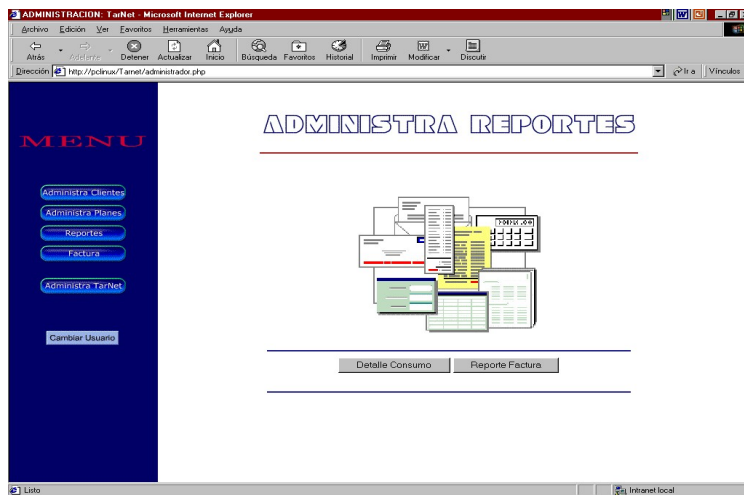 ADMINISTRACION: TarNet - Microsoft Internet Explorer
Archivo Edición Ver Favoritos Herramientas Ayuda
Atrás Adelante Detener Actualizar Inicio Búsqueda Favoritos Historial Imprimir Modificar Discutir
Dirección http://pclinux/Tarnet/administrador.php Ir a Vínculos
MENU
Administra Clientes
Administra Planes
Reportes
Factura
Administra TarNet
Cambiar Usuario
ADMINISTRA REPORTES
Detalle Consumo Reporte Factura
Listo Intranet local